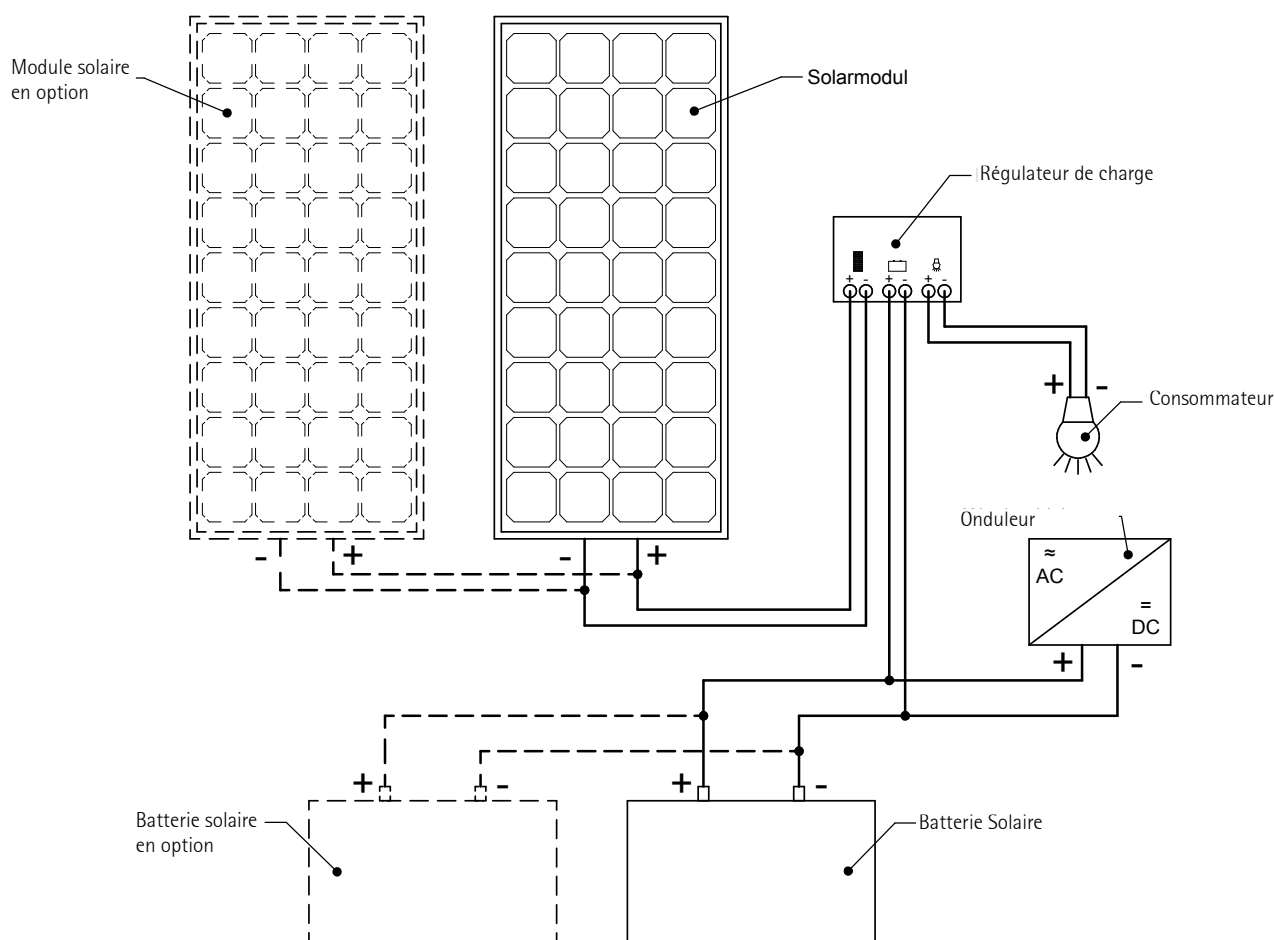 Module solaire
en option
Solarmodul
Régulateur de charge
+ - + - + -
+ -
Consommateur
Onduleur
≈
AC
=
DC
- + - +
+ -
+ - + -
Batterie solaire
en option
Batterie Solaire